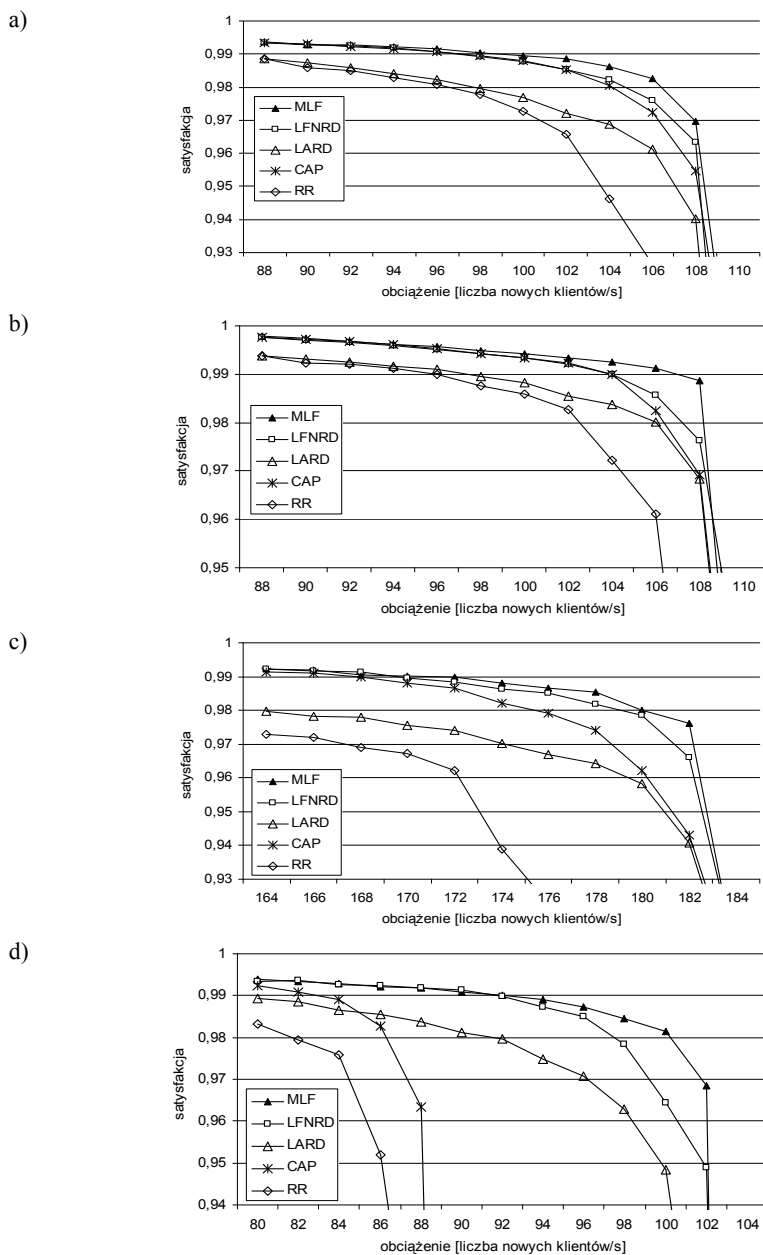 a)
1
0,99
0,98
0,97
0,96
0,95
0,94
0,93
satysfakcja
MLF
LFNRD
LARD
CAP
RR
88 90 92 94 96 98 100 102 104 106 108 110
obciążenie [liczba nowych klientów/s]
b)
1
0,99
0,98
0,97
0,96
0,95
satysfakcja
MLF
LFNRD
LARD
CAP
RR
88 90 92 94 96 98 100 102 104 106 108 110
obciążenie [liczba nowych klientów/s]
c)
1
0,99
0,98
0,97
0,96
0,95
0,94
0,93
satysfakcja
MLF
LFNRD
LARD
CAP
RR
164 166 168 170 172 174 176 178 180 182 184
obciążenie [liczba nowych klientów/s]
d)
1
0,99
0,98
0,97
0,96
0,95
0,94
satysfakcja
MLF
LFNRD
LARD
CAP
RR
80 82 84 86 88 90 92 94 96 98 100 102 104
obciążenie [liczba nowych klientów/s]